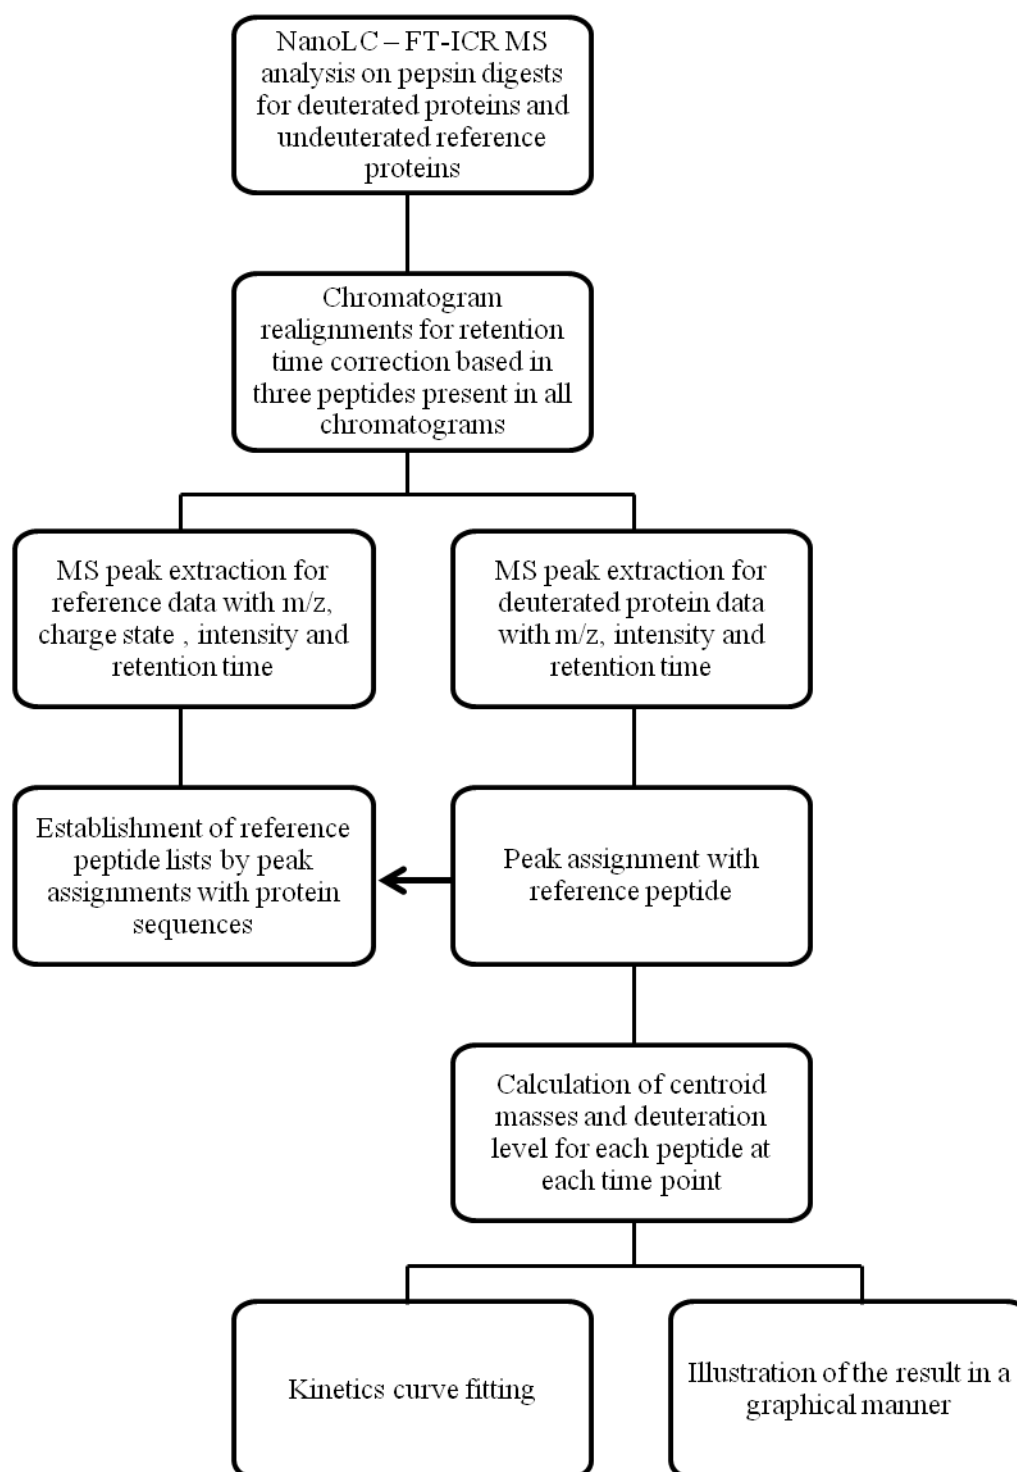 NanoLC – FT-ICR MS
analysis on pepsin digests
for deuterated proteins and
undeuterated reference
proteins
Chromatogram
realignments for retention
time correction based in
three peptides present in all
chromatograms
MS peak extraction for
reference data with m/z,
charge state , intensity and
retention time
MS peak extraction for
deuterated protein data
with m/z, intensity and
retention time
Establishment of reference
peptide lists by peak
assignments with protein
sequences
Peak assignment with
reference peptide
Calculation of centroid
masses and deuteration
level for each peptide at
each time point
Kinetics curve fitting
Illustration of the result in a
graphical manner